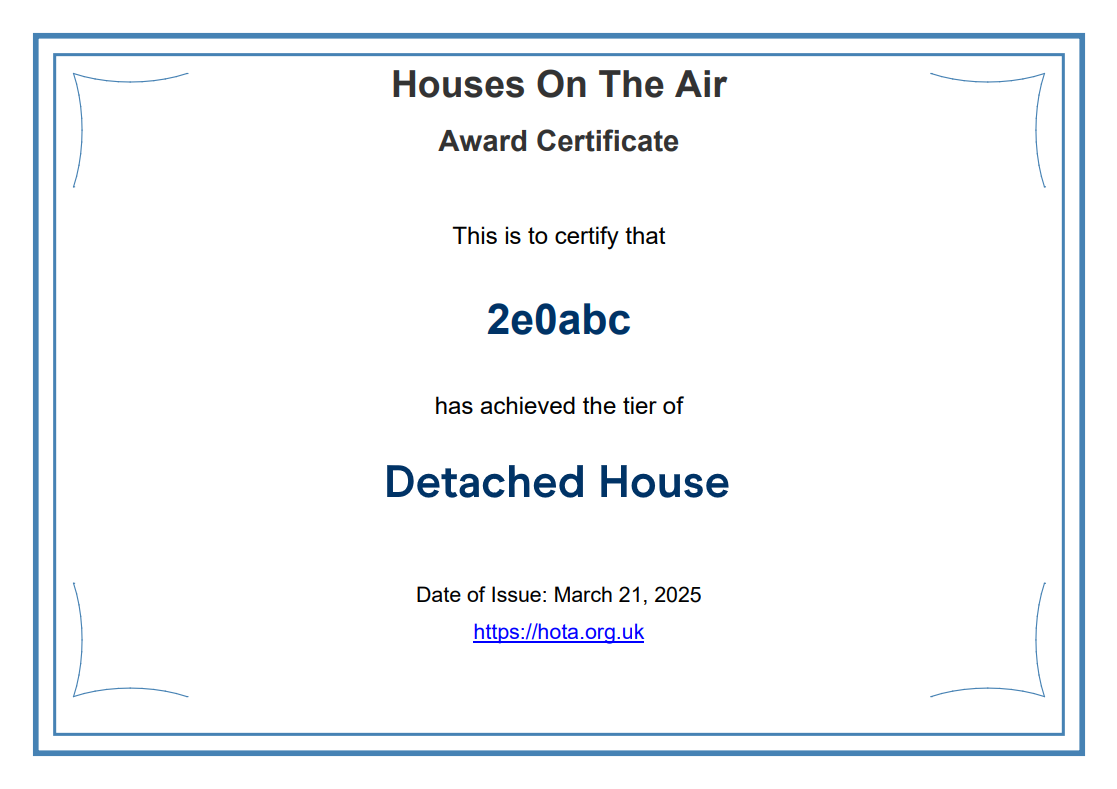 Houses On The Air
Award Certificate
This is to certify that
2e0abc
has achieved the tier of
Detached House
Date of Issue: March 21, 2025
https://hota.org.uk